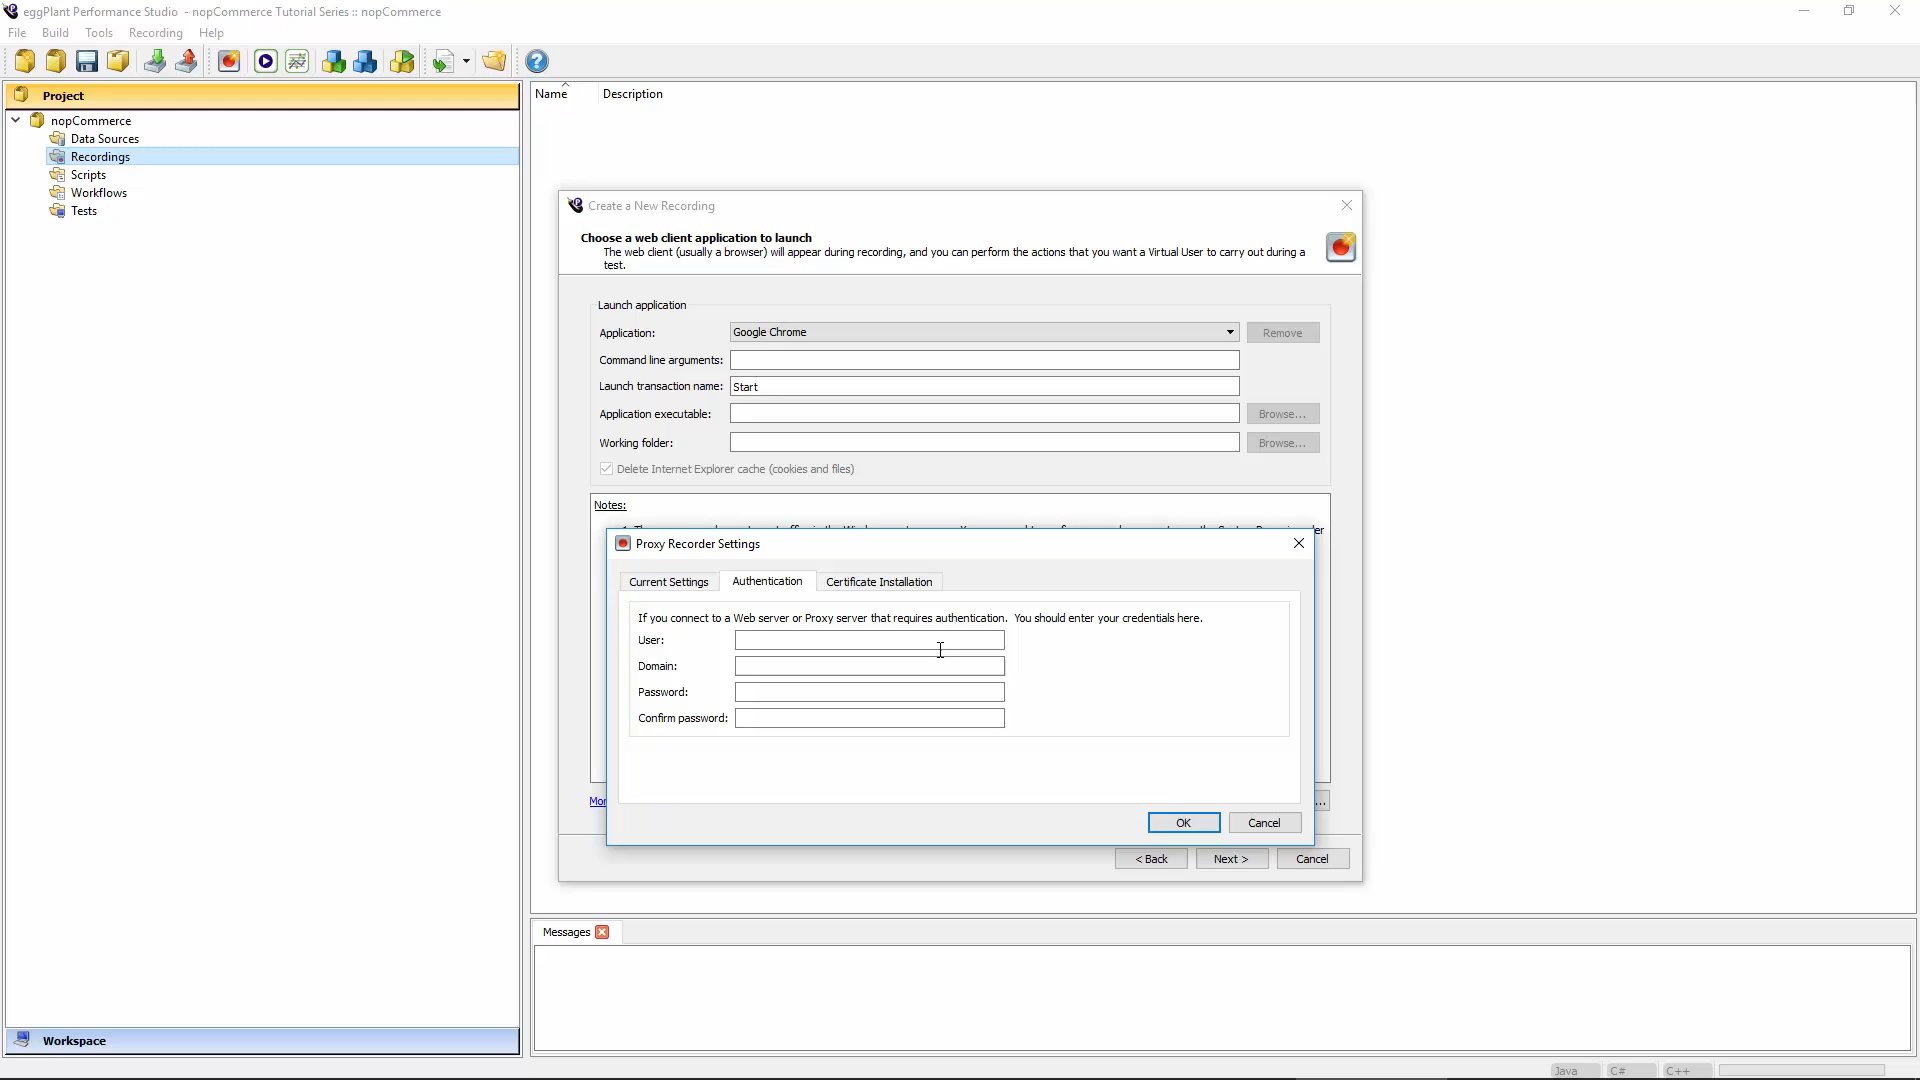 eggPlant Performance Studio - nopCommerce Tutorial Series :: nopCommerce
File Build Tools Recording Help
Project
nopCommerce
Data Sources
Recordings
Scripts
Workflows
Tests
Workspace
Name Description
Create a New Recording
Choose a web client application to launch
The web client (usually a browser) will appear during recording, and you can perform the actions that you want a Virtual User to carry out during a
test.
Launch application
Application: Google Chrome Remove
Command line arguments:
Launch transaction name: Start
Application executable: Browse...
Working folder: Browse...
Delete Internet Explorer cache (cookies and files)
Notes:
Proxy Recorder Settings
Current Settings Authentication Certificate Installation
If you connect to a Web server or Proxy server that requires authentication. You should enter your credentials here.
User:
Domain:
Password:
Confirm password:
OK Cancel
< Back Next > Cancel
Messages
Java C# C++